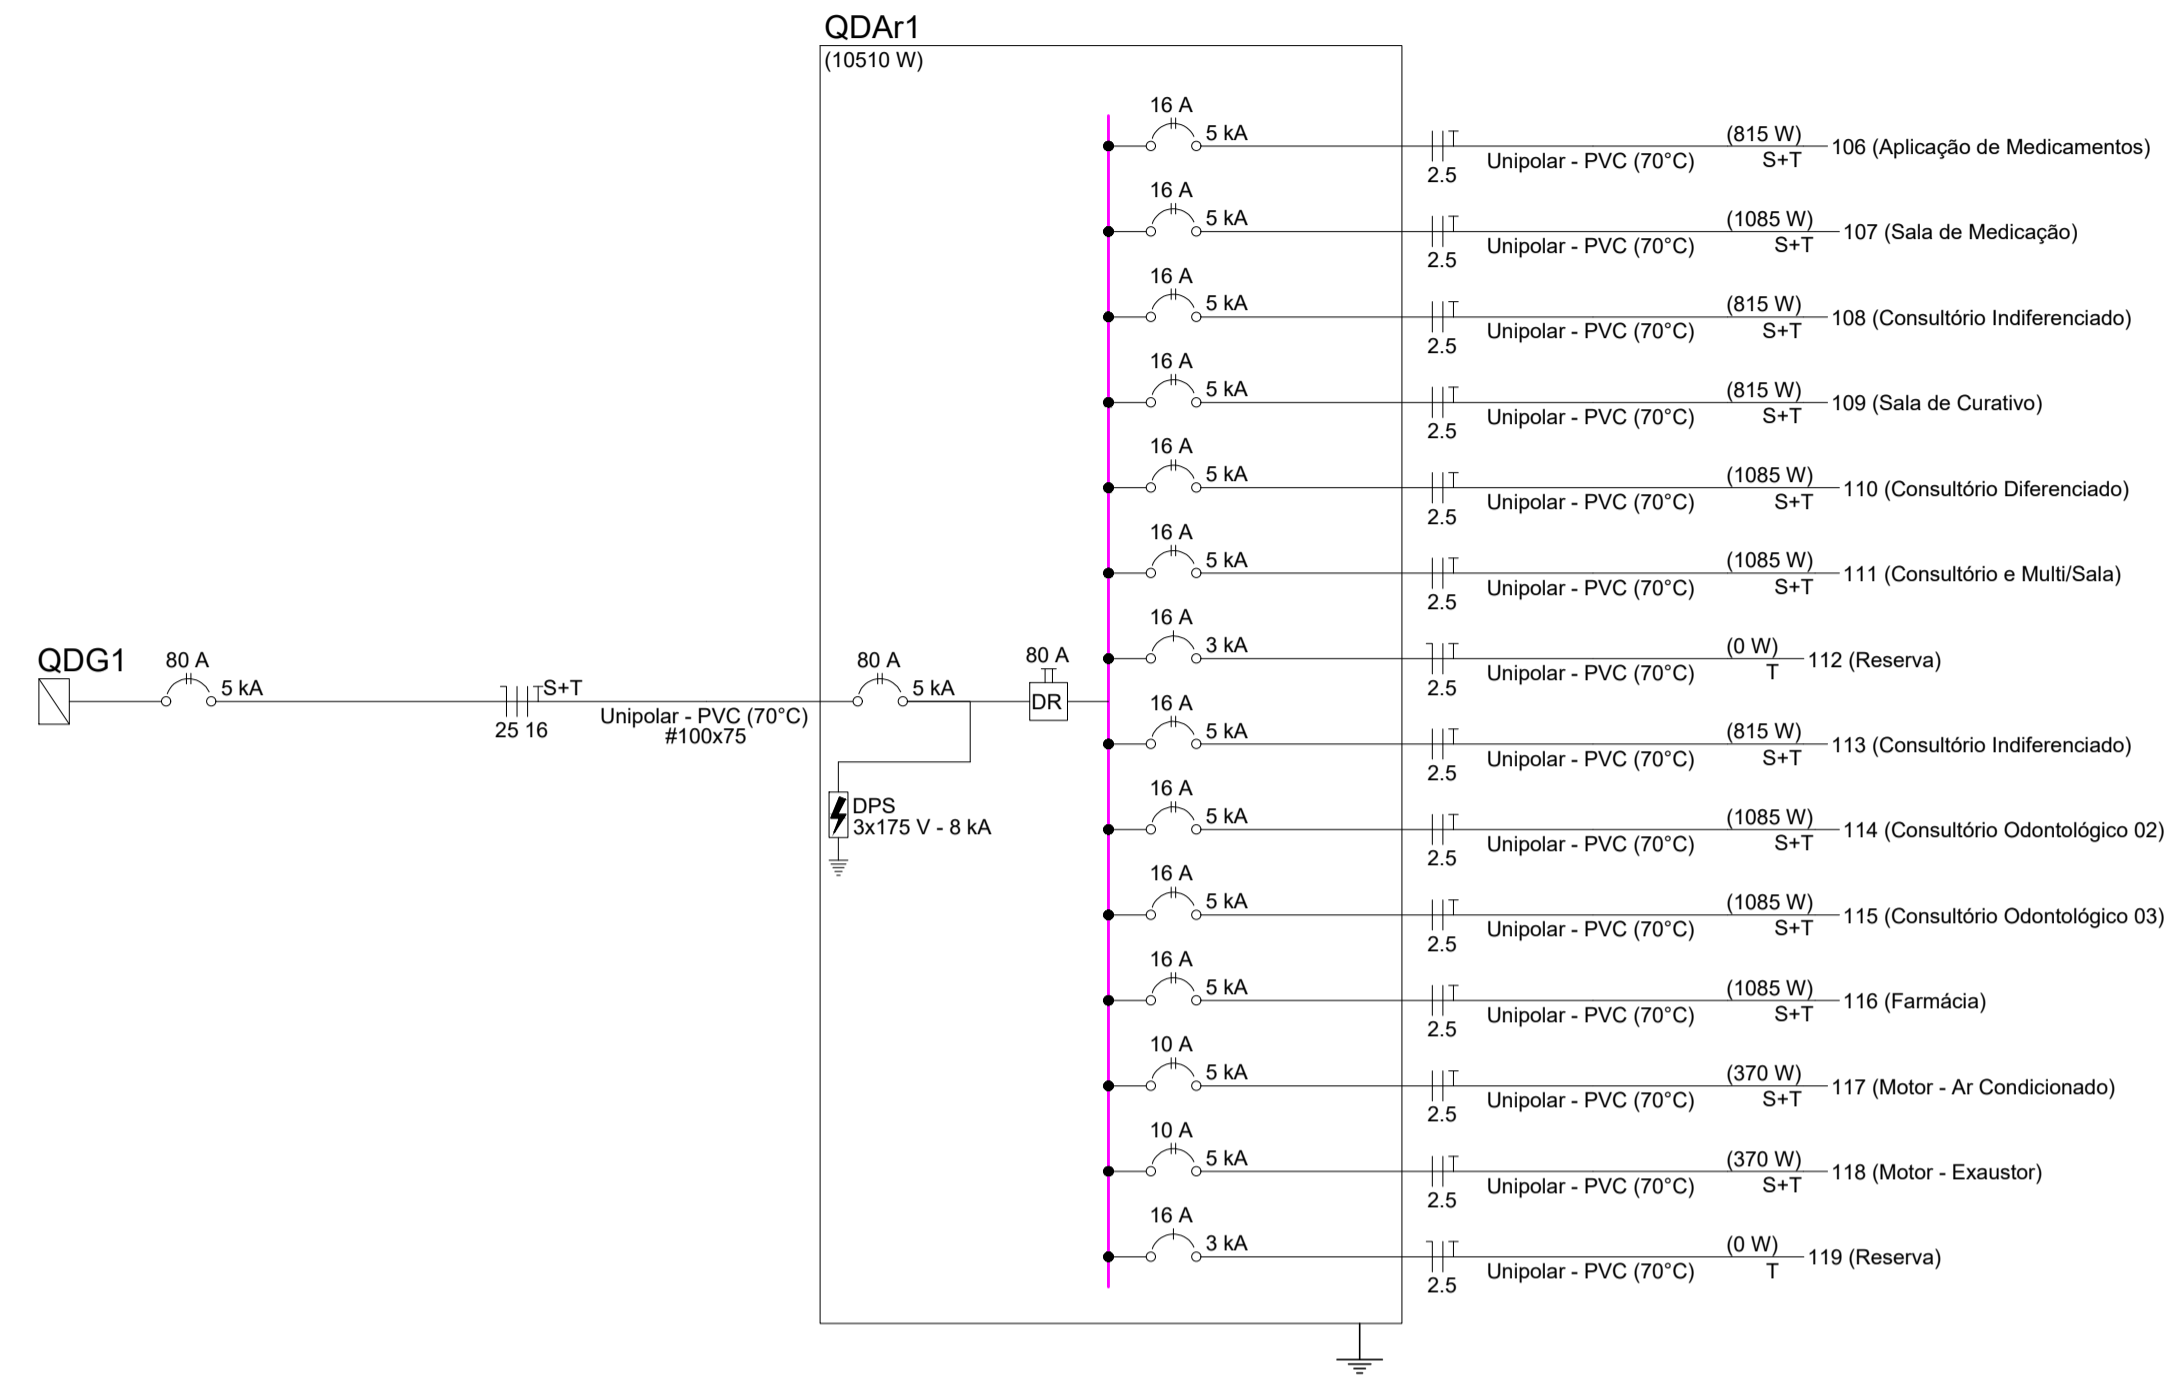 QDAr1
(10510 W)
16 A
5 kA
2.5
Unipolar - PVC (70°C)
(815 W)
S+T
106 (Aplicação de Medicamentos)
16 A
5 kA
2.5
Unipolar - PVC (70°C)
(1085 W)
S+T
107 (Sala de Medicação)
16 A
5 kA
2.5
Unipolar - PVC (70°C)
(815 W)
S+T
108 (Consultório Indiferenciado)
16 A
5 kA
2.5
Unipolar - PVC (70°C)
(815 W)
S+T
109 (Sala de Curativo)
16 A
5 kA
2.5
Unipolar - PVC (70°C)
(1085 W)
S+T
110 (Consultório Diferenciado)
16 A
5 kA
2.5
Unipolar - PVC (70°C)
(1085 W)
S+T
111 (Consultório e Multi/Sala)
16 A
3 kA
2.5
Unipolar - PVC (70°C)
(0 W)
T
112 (Reserva)
QDG1
80 A
5 kA
S+T
25 16
Unipolar - PVC (70°C)
#100x75
80 A
5 kA
80 A
DR
DPS
3x175 V - 8 kA
16 A
5 kA
2.5
Unipolar - PVC (70°C)
(815 W)
S+T
113 (Consultório Indiferenciado)
16 A
5 kA
2.5
Unipolar - PVC (70°C)
(1085 W)
S+T
114 (Consultório Odontológico 02)
16 A
5 kA
2.5
Unipolar - PVC (70°C)
(1085 W)
S+T
115 (Consultório Odontológico 03)
16 A
5 kA
2.5
Unipolar - PVC (70°C)
(1085 W)
S+T
116 (Farmácia)
10 A
5 kA
2.5
Unipolar - PVC (70°C)
(370 W)
S+T
117 (Motor - Ar Condicionado)
10 A
5 kA
2.5
Unipolar - PVC (70°C)
(370 W)
S+T
118 (Motor - Exaustor)
16 A
3 kA
2.5
Unipolar - PVC (70°C)
(0 W)
T
119 (Reserva)